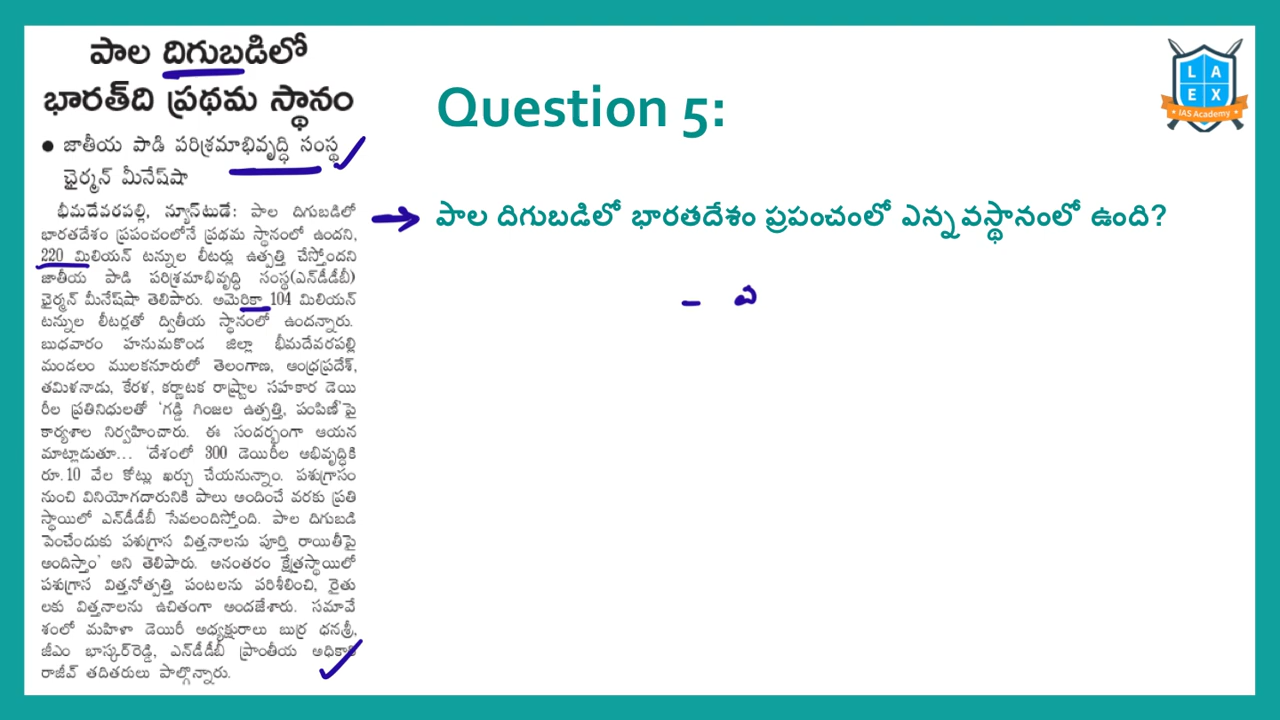 పాల దిగుబడిలో
భారత్‌ది ప్రథమ స్థానం
● జాతీయ పాడి పరిశ్రమాభివృద్ధి సంస్థ
ఛైర్మన్ మీనేష్‌షా
భీమదేవరపల్లి, న్యూస్‌టుడే: పాల దిగుబడిలో
భారతదేశం ప్రపంచంలోనే ప్రథమ స్థానంలో ఉందని,
220 మిలియన్ టన్నుల లీటర్లు ఉత్పత్తి చేస్తోందని
జాతీయ పాడి పరిశ్రమాభివృద్ధి సంస్థ(ఎన్‌డీడీబీ)
ఛైర్మన్ మీనేష్‌షా తెలిపారు. అమెరికా 104 మిలియన్
టన్నుల లీటర్లతో ద్వితీయ స్థానంలో ఉందన్నారు.
బుధవారం హనుమకొండ జిల్లా భీమదేవరపల్లి
మండలం ములకనూరులో తెలంగాణ, ఆంధ్రప్రదేశ్,
తమిళనాడు, కేరళ, కర్ణాటక రాష్ట్రాల సహకార డెయి
రీల ప్రతినిధులతో 'గడ్డి గింజల ఉత్పత్తి, పంపిణీ'పై
కార్యశాల నిర్వహించారు. ఈ సందర్భంగా ఆయన
మాట్లాడుతూ... 'దేశంలో 300 డెయిరీల అభివృద్ధికి
రూ.10 వేల కోట్లు ఖర్చు చేయనున్నాం. పశుగ్రాసం
నుంచి వినియోగదారునికి పాలు అందించే వరకు ప్రతి
స్థాయిలో ఎన్‌డీడీబీ సేవలందిస్తోంది. పాల దిగుబడి
పెంచేందుకు పశుగ్రాస విత్తనాలను పూర్తి రాయితీపై
అందిస్తాం' అని తెలిపారు. అనంతరం క్షేత్రస్థాయిలో
పశుగ్రాస విత్తనోత్పత్తి పంటలను పరిశీలించి, రైతు
లకు విత్తనాలను ఉచితంగా అందజేశారు. సమావే
శంలో మహిళా డెయిరీ అధ్యక్షురాలు బుర్ర ధనశ్రీ,
జీఎం భాస్కర్‌రెడ్డి, ఎన్‌డీడీబీ ప్రాంతీయ అధికారి
రాజీవ్ తదితరులు పాల్గొన్నారు.
Question 5:
పాల దిగుబడిలో భారతదేశం ప్రపంచంలో ఎన్నవస్థానంలో ఉంది?
L A
E X
IAS Academy